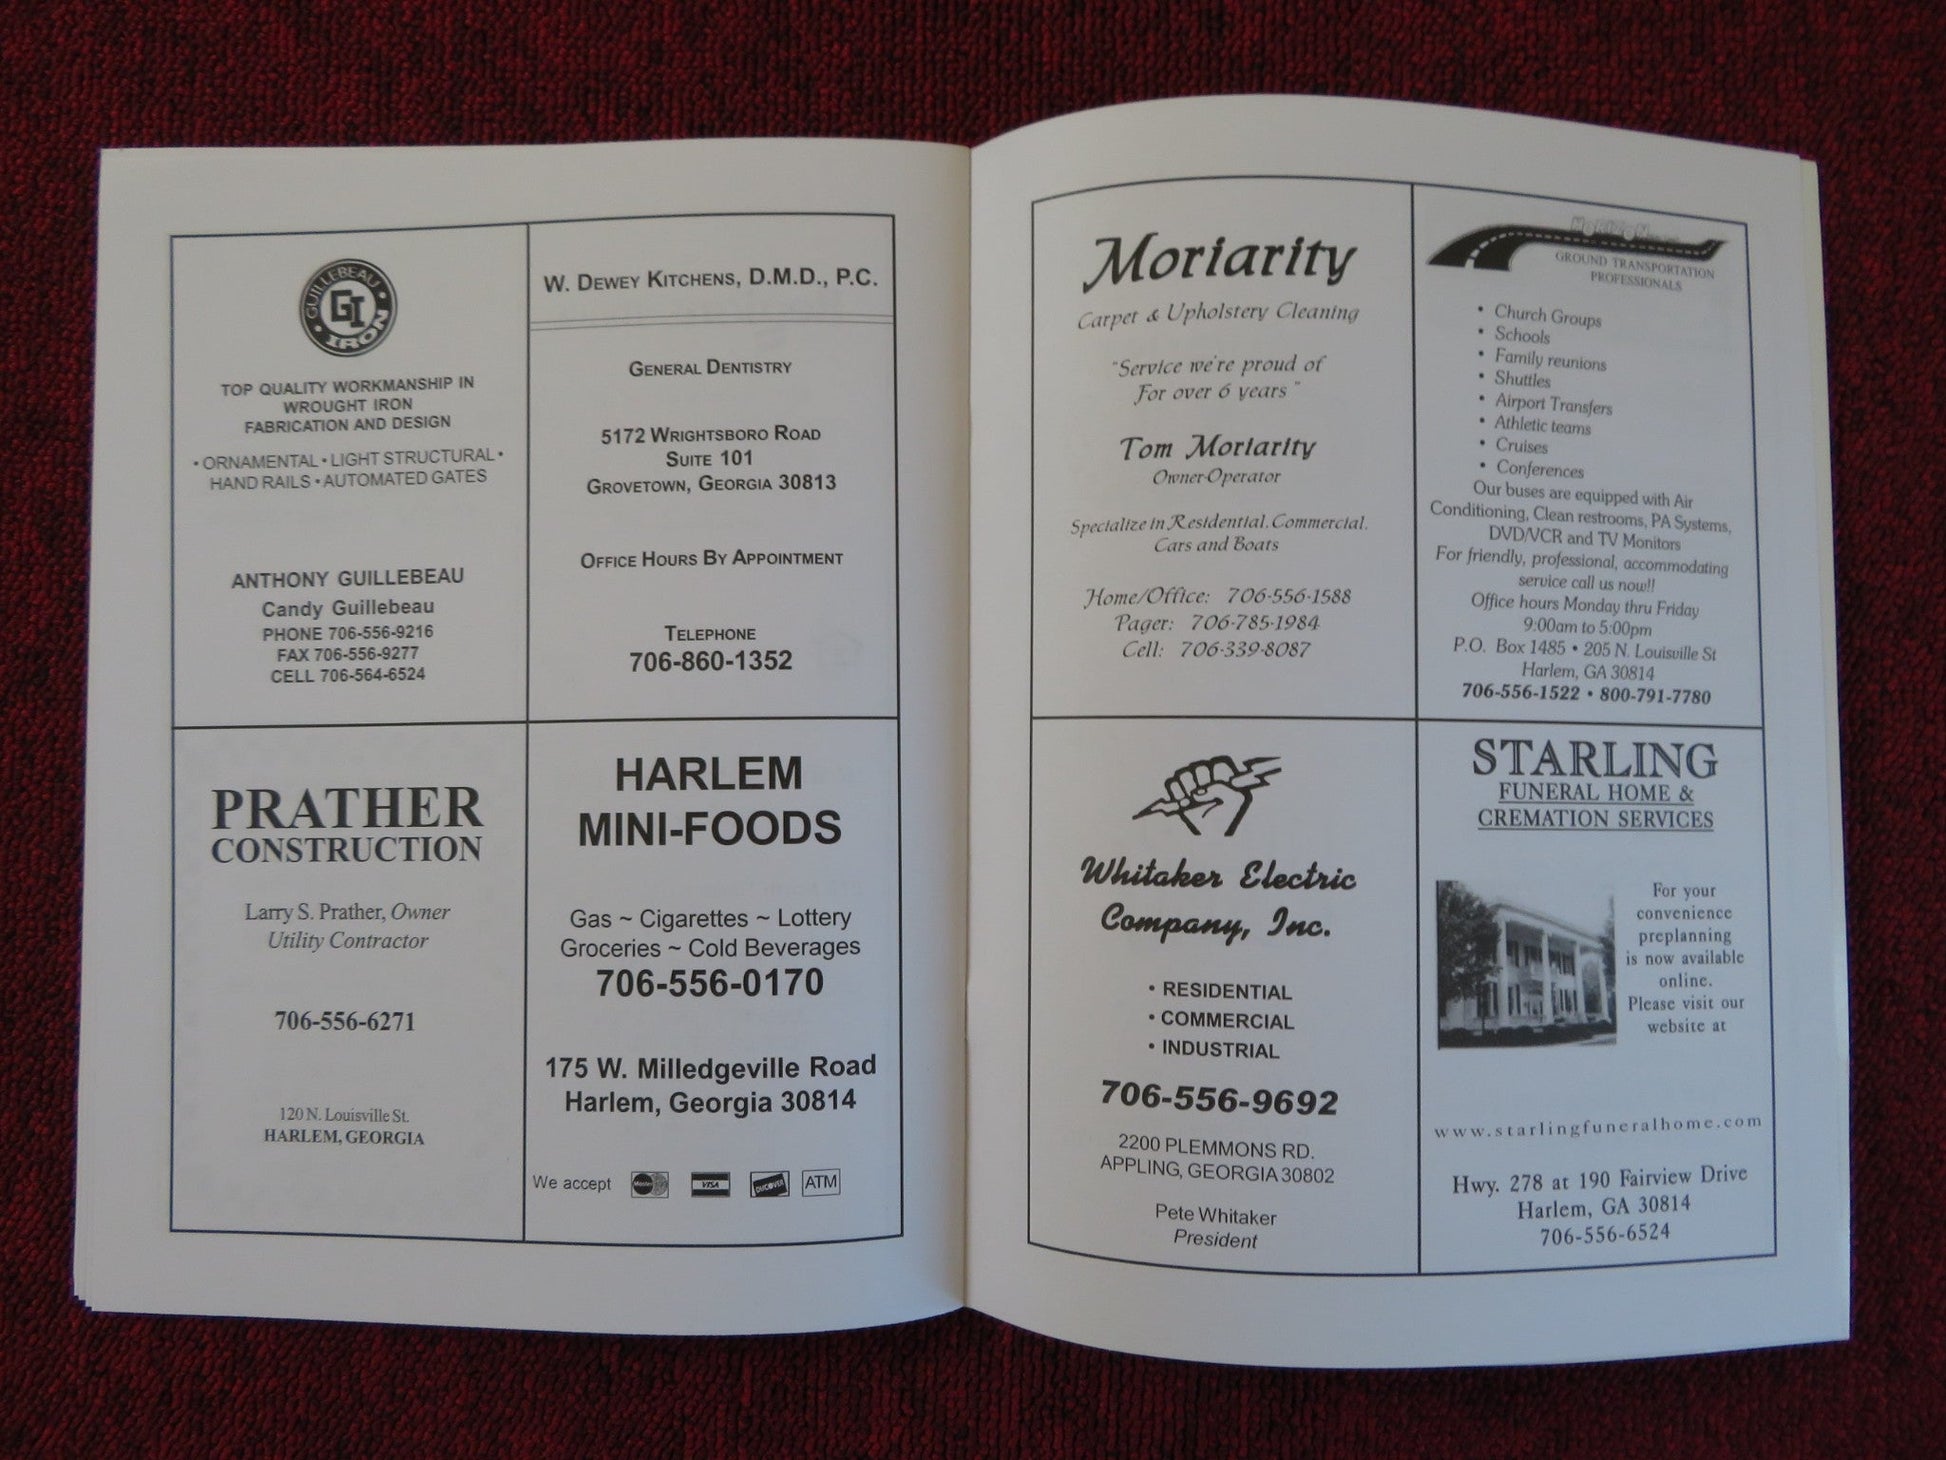 GUILLEBEAU
GI
IRON
TOP QUALITY WORKMANSHIP IN
WROUGHT IRON
FABRICATION AND DESIGN
• ORNAMENTAL • LIGHT STRUCTURAL •
HAND RAILS • AUTOMATED GATES
ANTHONY GUILLEBEAU
Candy Guillebeau
PHONE 706-556-9216
FAX 706-556-9277
CELL 706-564-6524
W. DEWEY KITCHENS, D.M.D., P.C.
GENERAL DENTISTRY
5172 WRIGHTSBORO ROAD
SUITE 101
GROVETOWN, GEORGIA 30813
OFFICE HOURS BY APPOINTMENT
TELEPHONE
706-860-1352
PRATHER
CONSTRUCTION
Larry S. Prather, Owner
Utility Contractor
706-556-6271
120 N. Louisville St.
HARLEM, GEORGIA
HARLEM
MINI-FOODS
Gas ~ Cigarettes ~ Lottery
Groceries ~ Cold Beverages
706-556-0170
175 W. Milledgeville Road
Harlem, Georgia 30814
We accept MasterCard VISA DISCOVER ATM
Moriarity
Carpet & Upholstery Cleaning
"Service we're proud of
For over 6 years"
Tom Moriarity
Owner-Operator
Specialize in Residential. Commercial.
Cars and Boats
Home/Office: 706-556-1588
Pager: 706-785-1984
Cell: 706-339-8087
HORIZON
GROUND TRANSPORTATION
PROFESSIONALS
• Church Groups
• Schools
• Family reunions
• Shuttles
• Airport Transfers
• Athletic teams
• Cruises
• Conferences
Our buses are equipped with Air
Conditioning, Clean restrooms, PA Systems,
DVD/VCR and TV Monitors
For friendly, professional, accommodating
service call us now!!
Office hours Monday thru Friday
9:00am to 5:00pm
P.O. Box 1485 • 205 N. Louisville St
Harlem, GA 30814
706-556-1522 • 800-791-7780
Whitaker Electric
Company, Inc.
• RESIDENTIAL
• COMMERCIAL
• INDUSTRIAL
706-556-9692
2200 PLEMMONS RD.
APPLING, GEORGIA 30802
Pete Whitaker
President
STARLING
FUNERAL HOME &
CREMATION SERVICES
For your
convenience
preplanning
is now available
online.
Please visit our
website at
www.starlingfuneralhome.com
Hwy. 278 at 190 Fairview Drive
Harlem, GA 30814
706-556-6524